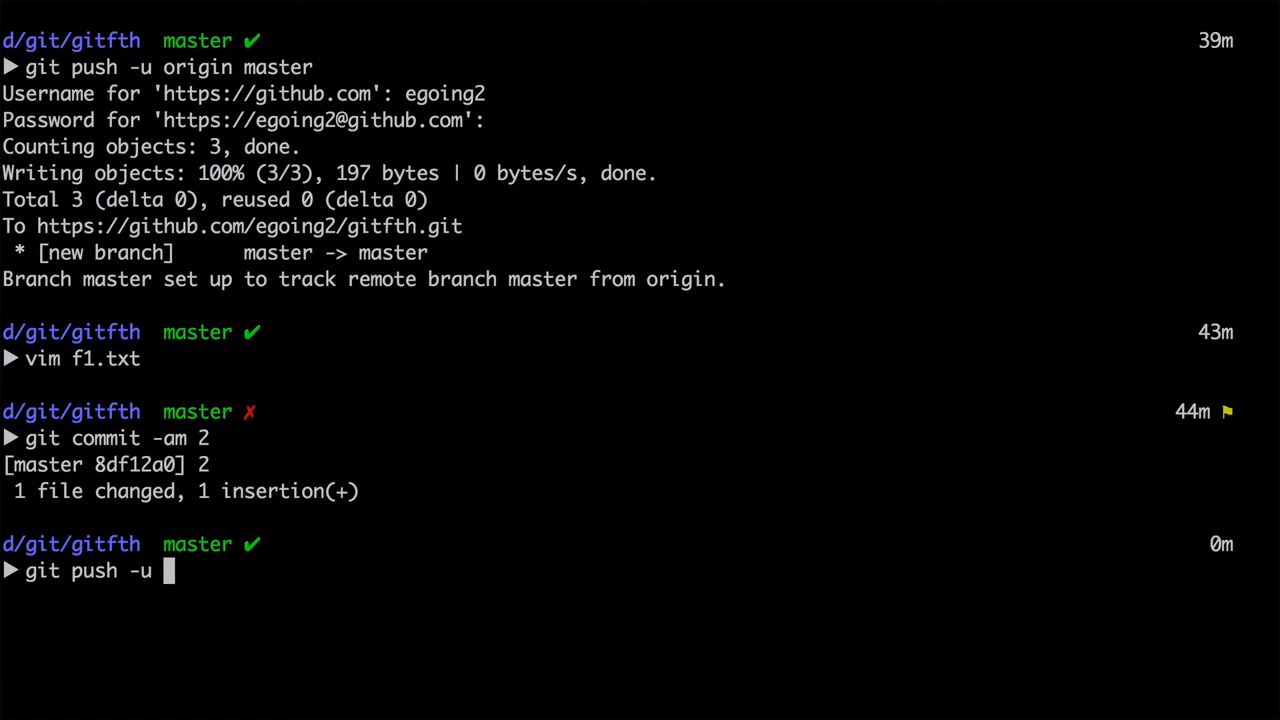 d/git/gitfth  master ✔ 39m
▶ git push -u origin master
Username for 'https://github.com': egoing2
Password for 'https://egoing2@github.com':
Counting objects: 3, done.
Writing objects: 100% (3/3), 197 bytes | 0 bytes/s, done.
Total 3 (delta 0), reused 0 (delta 0)
To https://github.com/egoing2/gitfth.git
 * [new branch]      master -> master
Branch master set up to track remote branch master from origin.
d/git/gitfth  master ✔ 43m
▶ vim f1.txt
d/git/gitfth  master ✗ 44m ⚑
▶ git commit -am 2
[master 8df12a0] 2
 1 file changed, 1 insertion(+)
d/git/gitfth  master ✔ 0m
▶ git push -u